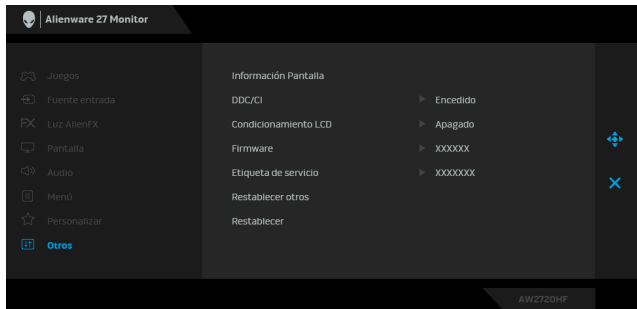 Alienware 27 Monitor
Juegos
Fuente entrada
Luz AlienFX
Pantalla
Audio
Menú
Personalizar
Otros
Información Pantalla
DDC/CI Encedido
Condicionamiento LCD Apagado
Firmware XXXXXX
Etiqueta de servicio XXXXXXX
Restablecer otros
Restablecer
AW2720HF